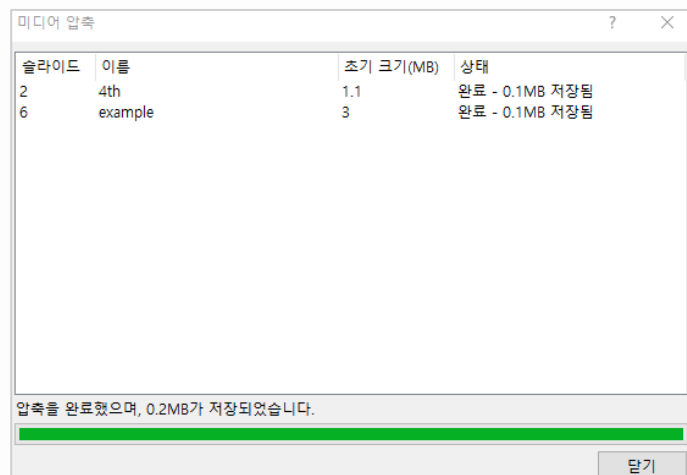 미디어 압축 ?
슬라이드 이름 초기 크기(MB) 상태
2 4th 1.1 완료 - 0.1MB 저장됨
6 example 3 완료 - 0.1MB 저장됨
압축을 완료했으며, 0.2MB가 저장되었습니다.
닫기